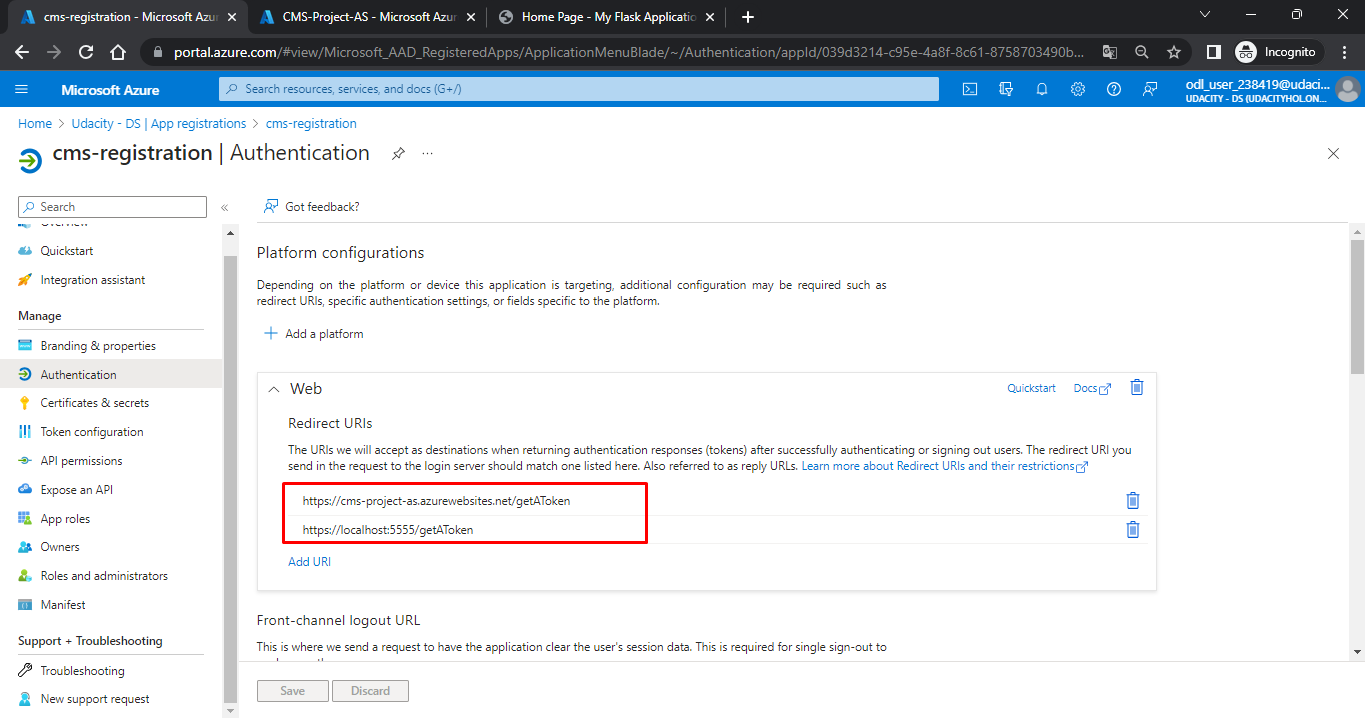 cms-registration - Microsoft Azur
CMS-Project-AS - Microsoft Azur
Home Page - My Flask Applicatio
portal.azure.com/#view/Microsoft_AAD_RegisteredApps/ApplicationMenuBlade/~/Authentication/appId/039d3214-c95e-4a8f-8c61-8758703490b...
Incognito
Microsoft Azure
Search resources, services, and docs (G+/)
odl_user_238419@udaci...
UDACITY - DS (UDACITYHOL.ON...
Home > Udacity - DS | App registrations > cms-registration
cms-registration | Authentication
Search
«
Got feedback?
Overview
Quickstart
Integration assistant
Manage
Branding & properties
Authentication
Certificates & secrets
Token configuration
API permissions
Expose an API
App roles
Owners
Roles and administrators
Manifest
Support + Troubleshooting
Troubleshooting
New support request
Platform configurations
Depending on the platform or device this application is targeting, additional configuration may be required such as
redirect URIs, specific authentication settings, or fields specific to the platform.
Add a platform
Web
Quickstart
Docs
Redirect URIs
The URIs we will accept as destinations when returning authentication responses (tokens) after successfully authenticating or signing out users. The redirect URI you
send in the request to the login server should match one listed here. Also referred to as reply URLs. Learn more about Redirect URIs and their restrictions
https://cms-project-as.azurewebsites.net/getAToken
https://localhost:5555/getAToken
Add URI
Front-channel logout URL
This is where we send a request to have the application clear the user's session data. This is required for single sign-out to
Save
Discard